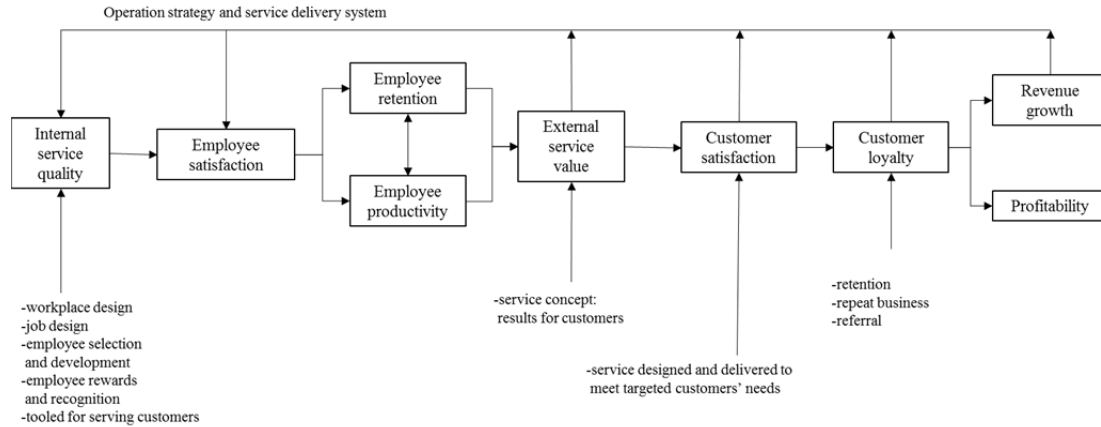 Operation strategy and service delivery system
Internal
service
quality
Employee
satisfaction
Employee
retention
Employee
productivity
External
service
value
Customer
satisfaction
Customer
loyalty
Revenue
growth
Profitability
-workplace design
-job design
-employee selection
and development
-employee rewards
and recognition
-tooled for serving customers
-service concept:
results for customers
-service designed and delivered to
meet targeted customers’ needs
-retention
-repeat business
-referral